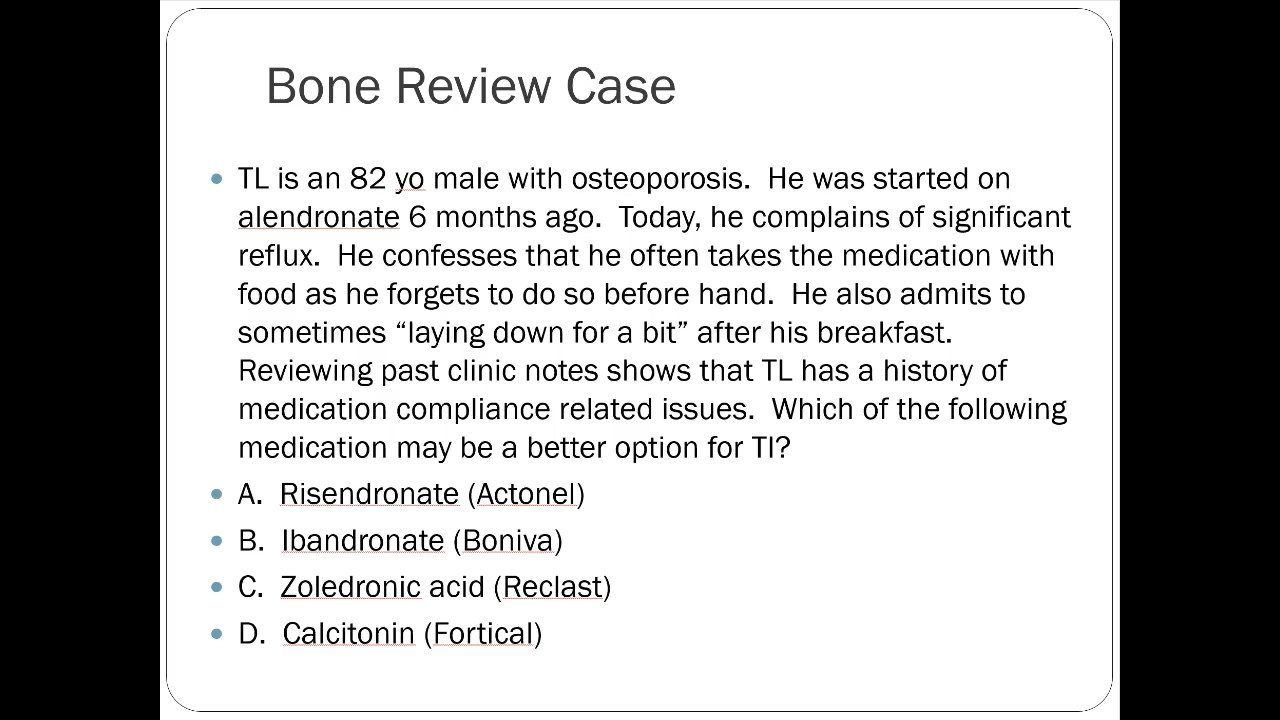 Bone Review Case
• TL is an 82 yo male with osteoporosis.  He was started on
alendronate 6 months ago.  Today, he complains of significant
reflux.  He confesses that he often takes the medication with
food as he forgets to do so before hand.  He also admits to
sometimes “laying down for a bit” after his breakfast.
Reviewing past clinic notes shows that TL has a history of
medication compliance related issues.  Which of the following
medication may be a better option for Tl?
• A.  Risendronate (Actonel)
• B.  Ibandronate (Boniva)
• C.  Zoledronic acid (Reclast)
• D.  Calcitonin (Fortical)